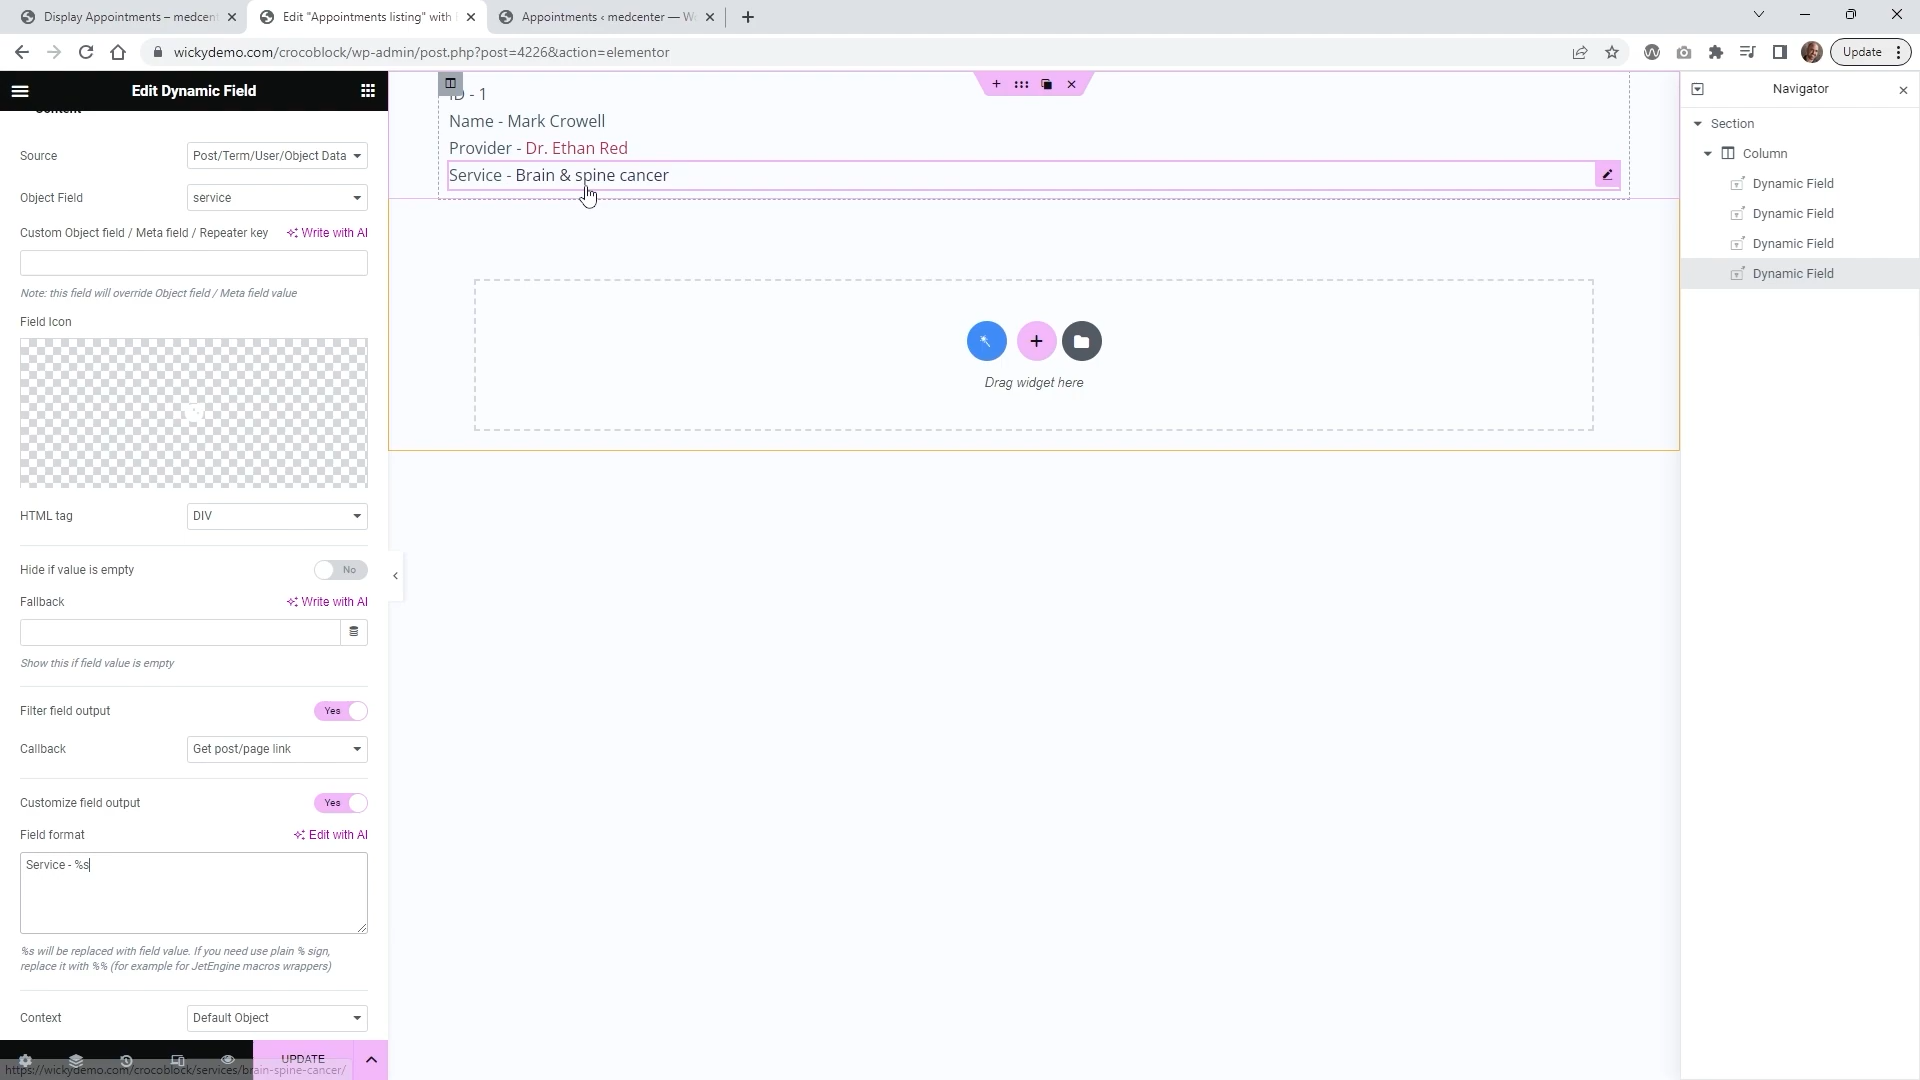 Display Appointments – medcen
Edit "Appointments listing" with
Appointments ‹ medcenter — W
wickydemo.com/crocoblock/wp-admin/post.php?post=4226&action=elementor
Update
Edit Dynamic Field
Content
Source
Post/Term/User/Object Data
Object Field
service
Custom Object field / Meta field / Repeater key
Write with AI
Note: this field will override Object field / Meta field value
Field Icon
HTML tag
DIV
Hide if value is empty
No
Fallback
Write with AI
Show this if field value is empty
Filter field output
Yes
Callback
Get post/page link
Customize field output
Yes
Field format
Edit with AI
Service - %s
%s will be replaced with field value. If you need use plain % sign,
replace it with %% (for example for JetEngine macros wrappers)
Context
Default Object
UPDATE
https://wickydemo.com/crocoblock/services/brain-spine-cancer/
ID - 1
Name - Mark Crowell
Provider - Dr. Ethan Red
Service - Brain & spine cancer
Drag widget here
Navigator
Section
Column
Dynamic Field
Dynamic Field
Dynamic Field
Dynamic Field